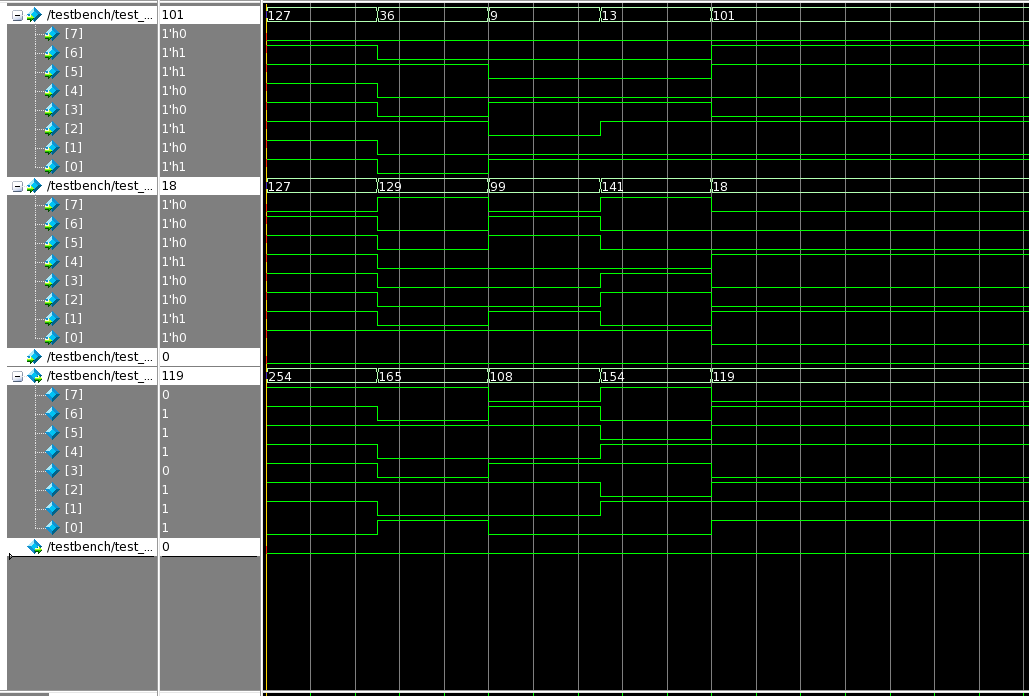 /testbench/test_... 101 127 36 9 13 101
[7] 1'h0
[6] 1'h1
[5] 1'h1
[4] 1'h0
[3] 1'h0
[2] 1'h1
[1] 1'h0
[0] 1'h1
/testbench/test_... 18 127 129 99 141 18
[7] 1'h0
[6] 1'h0
[5] 1'h0
[4] 1'h1
[3] 1'h0
[2] 1'h0
[1] 1'h1
[0] 1'h0
/testbench/test_... 0
/testbench/test_... 119 254 165 108 154 119
[7] 0
[6] 1
[5] 1
[4] 1
[3] 0
[2] 1
[1] 1
[0] 1
/testbench/test_... 0